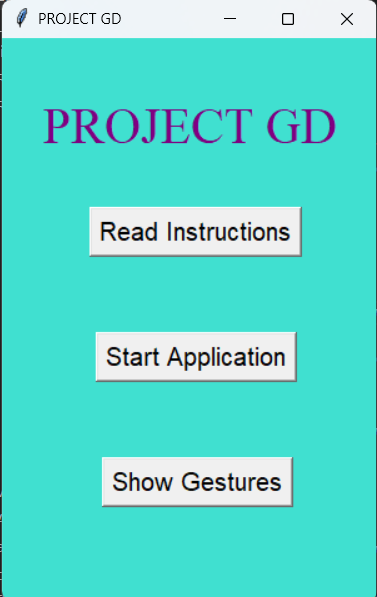 PROJECT GD
PROJECT GD
Read Instructions
Start Application
Show Gestures